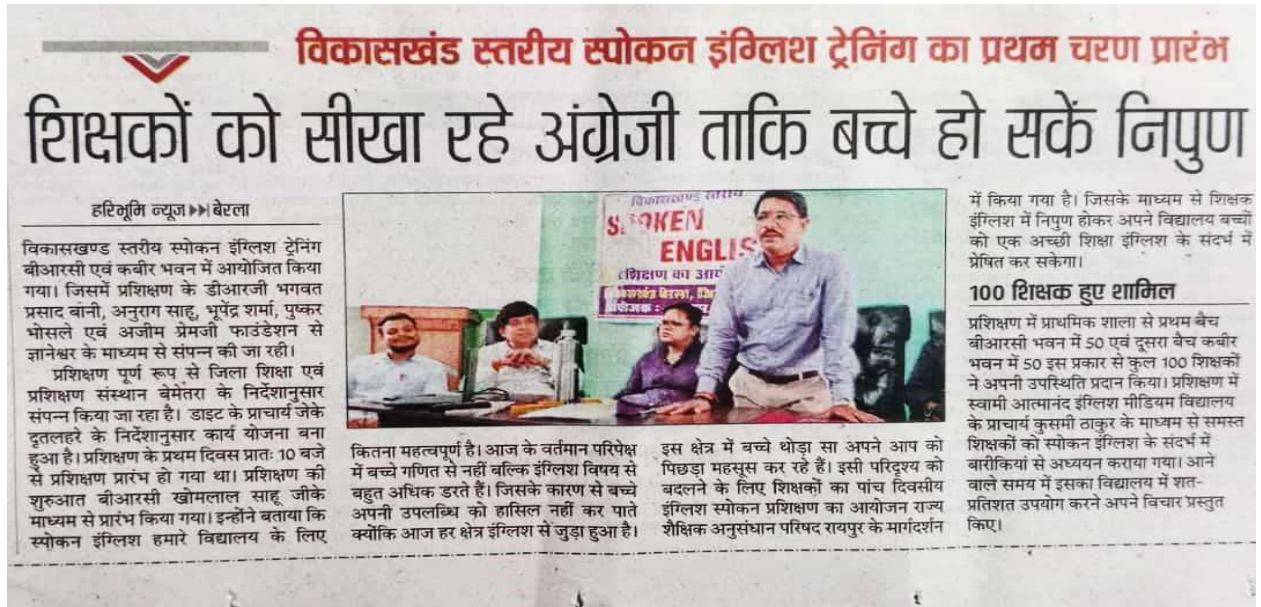 विकासखंड स्तरीय स्पोकन इंग्लिश ट्रेनिंग का प्रथम चरण प्रारंभ
शिक्षकों को सीखा रहे अंग्रेजी ताकि बच्चे हो सकें निपुण
हरिभूमि न्यूज बेरला
विकासखण्ड स्तरीय स्पोकन इंग्लिश ट्रेनिंग
बीआरसी एवं कबीर भवन में आयोजित किया
गया। जिसमें प्रशिक्षण के डीआरजी भगवत
प्रसाद बानी, अनुराग साहू, भूपेंद्र शर्मा, पुष्कर
भोसले एवं अजीम प्रेमजी फाउंडेशन से
ज्ञानेश्वर के माध्यम से संपन्न की जा रही।
प्रशिक्षण पूर्ण रूप से जिला शिक्षा एवं
प्रशिक्षण संस्थान बेमेतरा के निर्देशानुसार
संपन्न किया जा रहा है। डाइट के प्राचार्य जेके
दृतलहरे के निर्देशानुसार कार्य योजना बना
हुआ है। प्रशिक्षण के प्रथम दिवस प्रातः 10 बजे
से प्रशिक्षण प्रारंभ हो गया था। प्रशिक्षण की
शुरुआत बीआरसी खोमलाल साहू जीके
माध्यम से प्रारंभ किया गया। इन्होंने बताया कि
स्पोकन इंग्लिश हमारे विद्यालय के लिए
विकासखण्ड स्तरीय
SPOKEN
ENGLIS
प्रशिक्षण का आयो
बेरला,
कितना महत्वपूर्ण है। आज के वर्तमान परिपेक्ष
में बच्चे गणित से नहीं बल्कि इंग्लिश विषय से
बहुत अधिक डरते हैं। जिसके कारण से बच्चे
अपनी उपलब्धि को हासिल नहीं कर पाते
क्योंकि आज हर क्षेत्र इंग्लिश से जुड़ा हुआ है।
इस क्षेत्र में बच्चे थोड़ा सा अपने आप को
पिछड़ा महसूस कर रहे हैं। इसी परिदृश्य को
बदलने के लिए शिक्षकों का पांच दिवसीय
इंग्लिश स्पोकन प्रशिक्षण का आयोजन राज्य
शैक्षिक अनुसंधान परिषद रायपुर के मार्गदर्शन
में किया गया है। जिसके माध्यम से शिक्षक
इंग्लिश में निपुण होकर अपने विद्यालय बच्चों
को एक अच्छी शिक्षा इंग्लिश के संदर्भ में
प्रेषित कर सकेगा।
100 शिक्षक हुए शामिल
प्रशिक्षण में प्राथमिक शाला से प्रथम बैच
बीआरसी भवन में 50 एवं दूसरा बैच कबीर
भवन में 50 इस प्रकार से कुल 100 शिक्षकों
ने अपनी उपस्थिति प्रदान किया। प्रशिक्षण में
स्वामी आत्मानंद इंग्लिश मीडियम विद्यालय
के प्राचार्य कुसमी ठाकुर के माध्यम से समस्त
शिक्षकों को स्पोकन इंग्लिश के संदर्भ में
बारीकियां से अध्ययन कराया गया। आने
वाले समय में इसका विद्यालय में शत-
प्रतिशत उपयोग करने अपने विचार प्रस्तुत
किए।